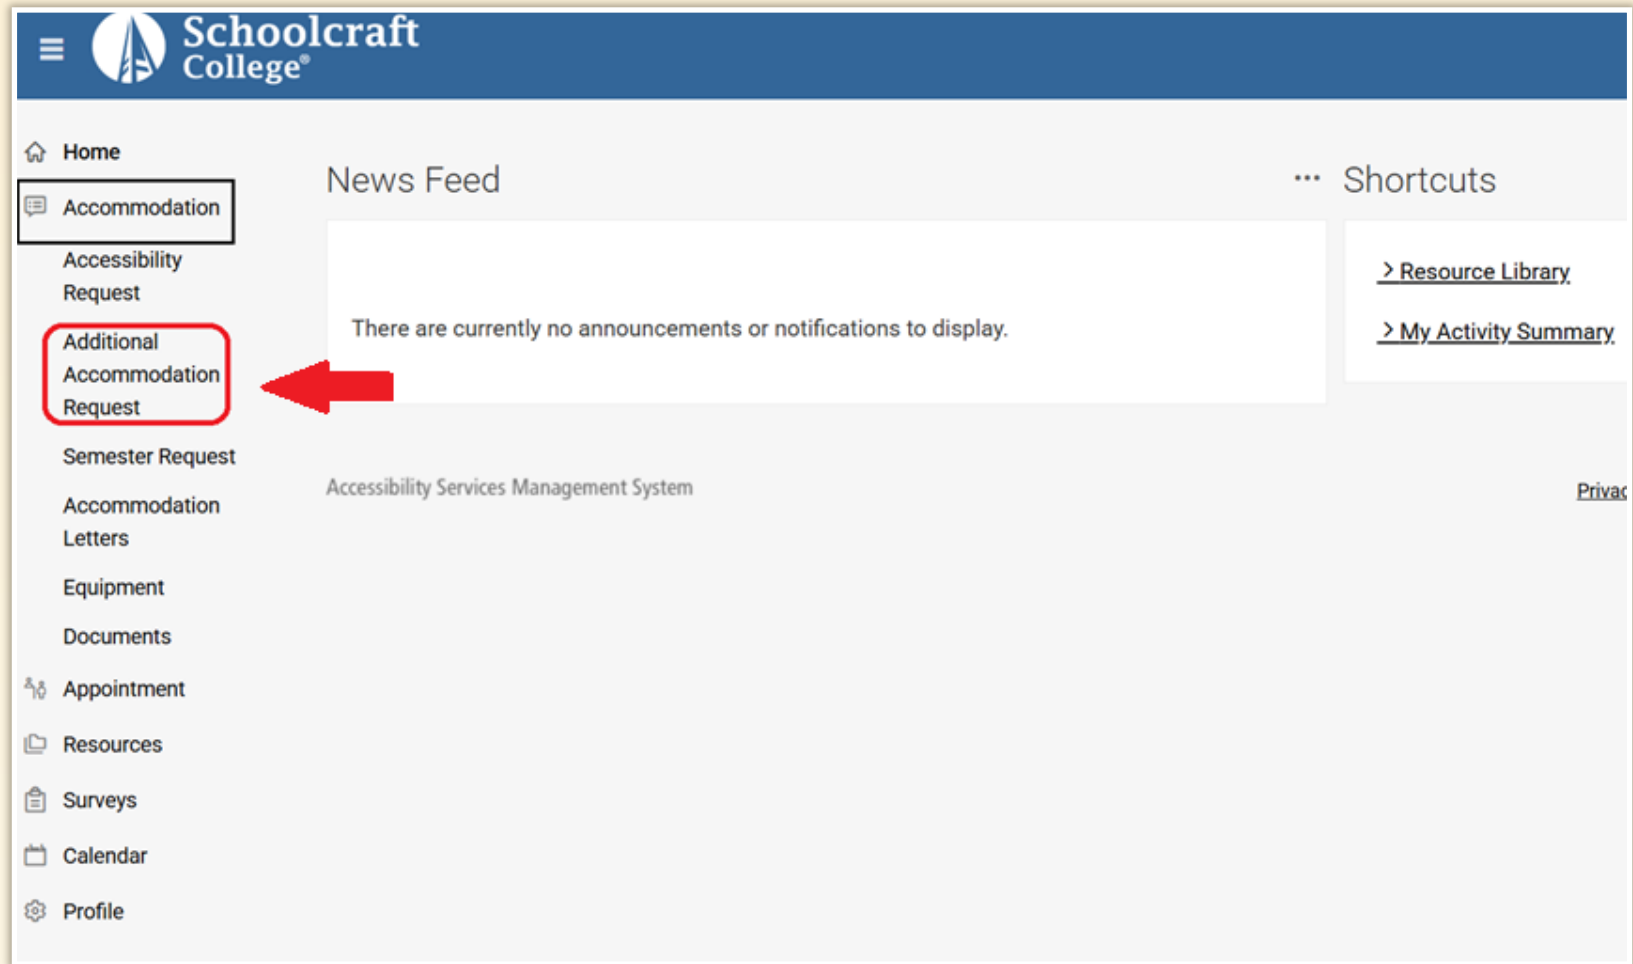 Schoolcraft
College®
Home
Accommodation
Accessibility
Request
Additional
Accommodation
Request
Semester Request
Accommodation
Letters
Equipment
Documents
Appointment
Resources
Surveys
Calendar
Profile
News Feed
There are currently no announcements or notifications to display.
Accessibility Services Management System
Shortcuts
> Resource Library
> My Activity Summary